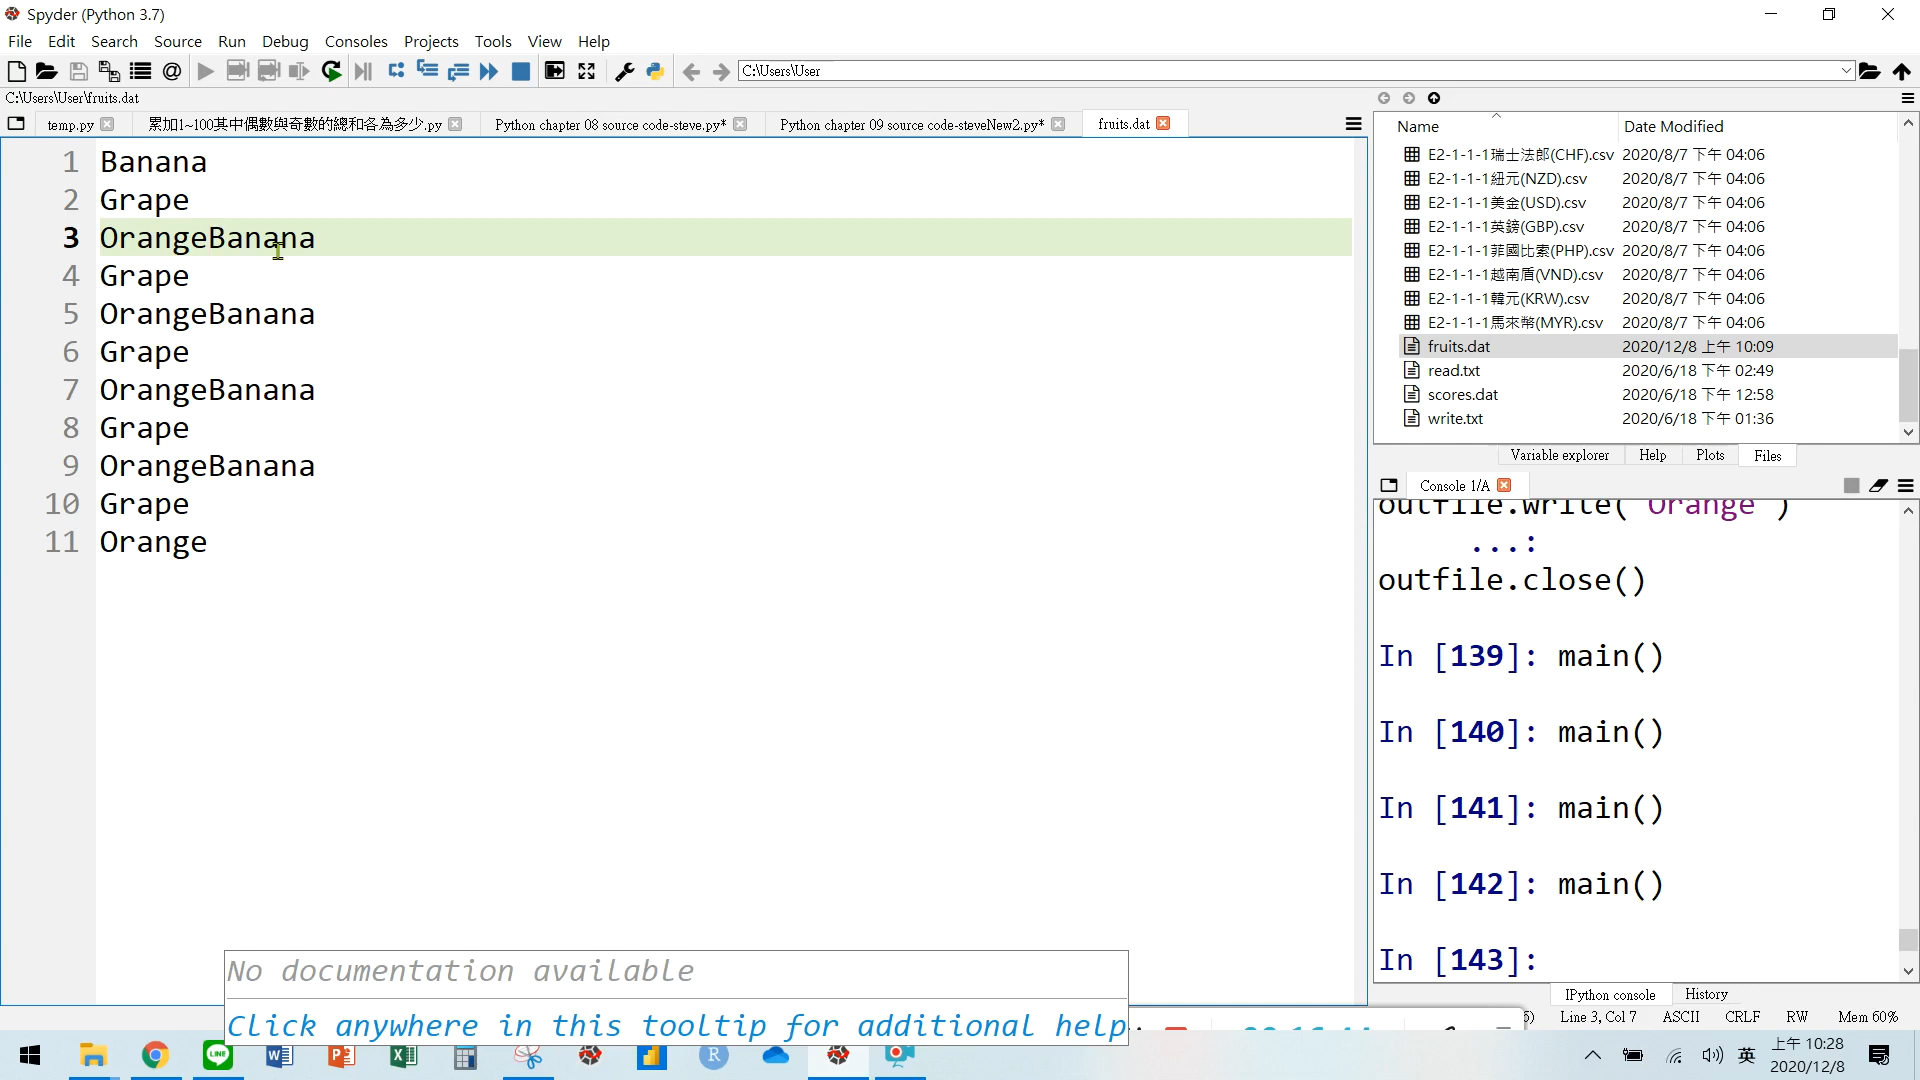 Spyder (Python 3.7)
File Edit Search Source Run Debug Consoles Projects Tools View Help
C:\Users\User
C:\Users\User\fruits.dat
temp.py 累加1~100其中偶數與奇數的總和各為多少.py Python chapter 08 source code-steve.py* Python chapter 09 source code-steveNew2.py* fruits.dat
1 Banana
2 Grape
3 OrangeBanana
4 Grape
5 OrangeBanana
6 Grape
7 OrangeBanana
8 Grape
9 OrangeBanana
10 Grape
11 Orange
No documentation available
Click anywhere in this tooltip for additional help
Name Date Modified
E2-1-1-1瑞士法郎(CHF).csv 2020/8/7 下午 04:06
E2-1-1-1紐元(NZD).csv 2020/8/7 下午 04:06
E2-1-1-1美金(USD).csv 2020/8/7 下午 04:06
E2-1-1-1英鎊(GBP).csv 2020/8/7 下午 04:06
E2-1-1-1菲國比索(PHP).csv 2020/8/7 下午 04:06
E2-1-1-1越南盾(VND).csv 2020/8/7 下午 04:06
E2-1-1-1韓元(KRW).csv 2020/8/7 下午 04:06
E2-1-1-1馬來幣(MYR).csv 2020/8/7 下午 04:06
fruits.dat 2020/12/8 上午 10:09
read.txt 2020/6/18 下午 02:49
scores.dat 2020/6/18 下午 12:58
write.txt 2020/6/18 下午 01:36
Variable explorer Help Plots Files
Console 1/A
outfile.write("Orange")
...:
outfile.close()
In [139]: main()
In [140]: main()
In [141]: main()
In [142]: main()
In [143]:
IPython console History
Line 3, Col 7 ASCII CRLF RW Mem 60%
英 上午 10:28
2020/12/8